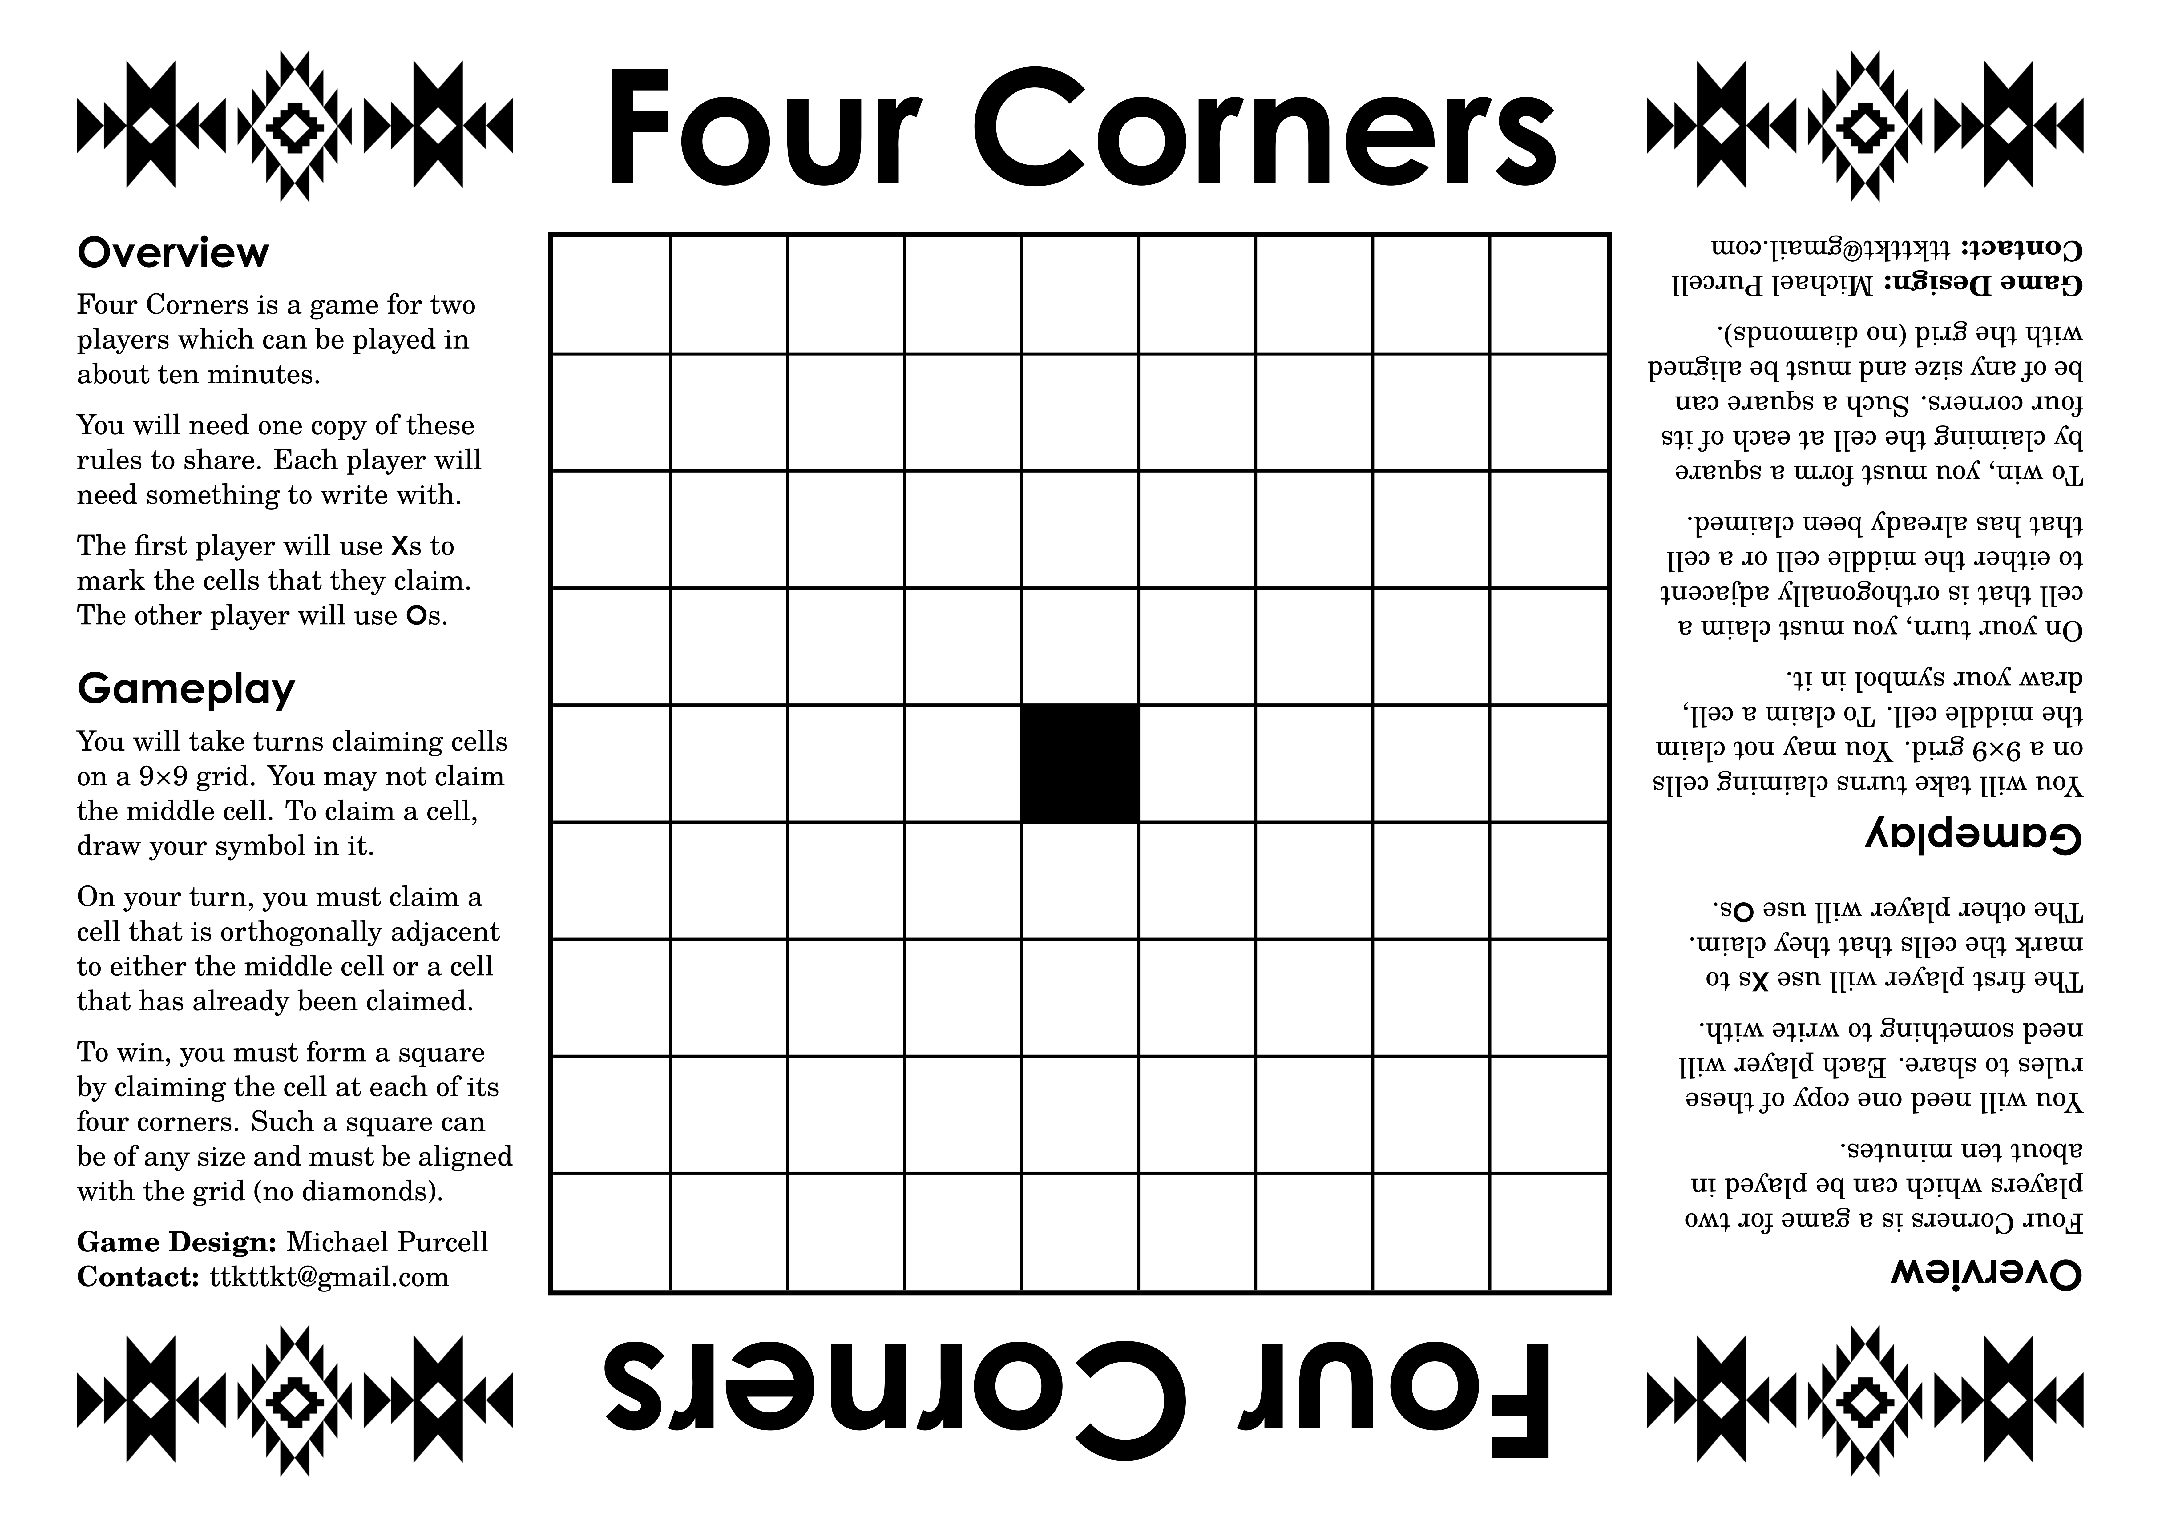 Four Corners
Overview
Four Corners is a game for two
players which can be played in
about ten minutes.
You will need one copy of these
rules to share. Each player will
need something to write with.
The first player will use Xs to
mark the cells that they claim.
The other player will use Os.
Gameplay
You will take turns claiming cells
on a 9×9 grid. You may not claim
the middle cell. To claim a cell,
draw your symbol in it.
On your turn, you must claim a
cell that is orthogonally adjacent
to either the middle cell or a cell
that has already been claimed.
To win, you must form a square
by claiming the cell at each of its
four corners. Such a square can
be of any size and must be aligned
with the grid (no diamonds).
Game Design: Michael Purcell
Contact: ttkttkt@gmail.com
Four Corners
Overview
Four Corners is a game for two
players which can be played in
about ten minutes.
You will need one copy of these
rules to share. Each player will
need something to write with.
The first player will use Xs to
mark the cells that they claim.
The other player will use Os.
Gameplay
You will take turns claiming cells
on a 9×9 grid. You may not claim
the middle cell. To claim a cell,
draw your symbol in it.
On your turn, you must claim a
cell that is orthogonally adjacent
to either the middle cell or a cell
that has already been claimed.
To win, you must form a square
by claiming the cell at each of its
four corners. Such a square can
be of any size and must be aligned
with the grid (no diamonds).
Game Design: Michael Purcell
Contact: ttkttkt@gmail.com